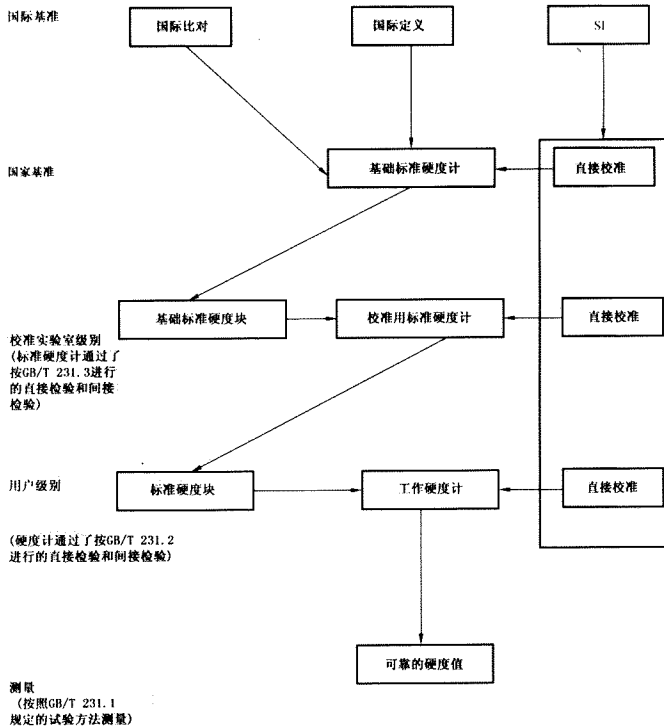 国际基准
国际比对
国际定义
SI
国家基准
基础标准硬度计
直接校准
基础标准硬度块
校准用标准硬度计
直接校准
校准实验室级别
(标准硬度计通过了
按GB/T 231.3进行
的直接检验和间接
检验)
用户级别
标准硬度块
工作硬度计
直接校准
(硬度计通过了按GB/T 231.2
进行的直接检验和间接检验)
可靠的硬度值
测量
(按照GB/T 231.1
规定的试验方法测量)